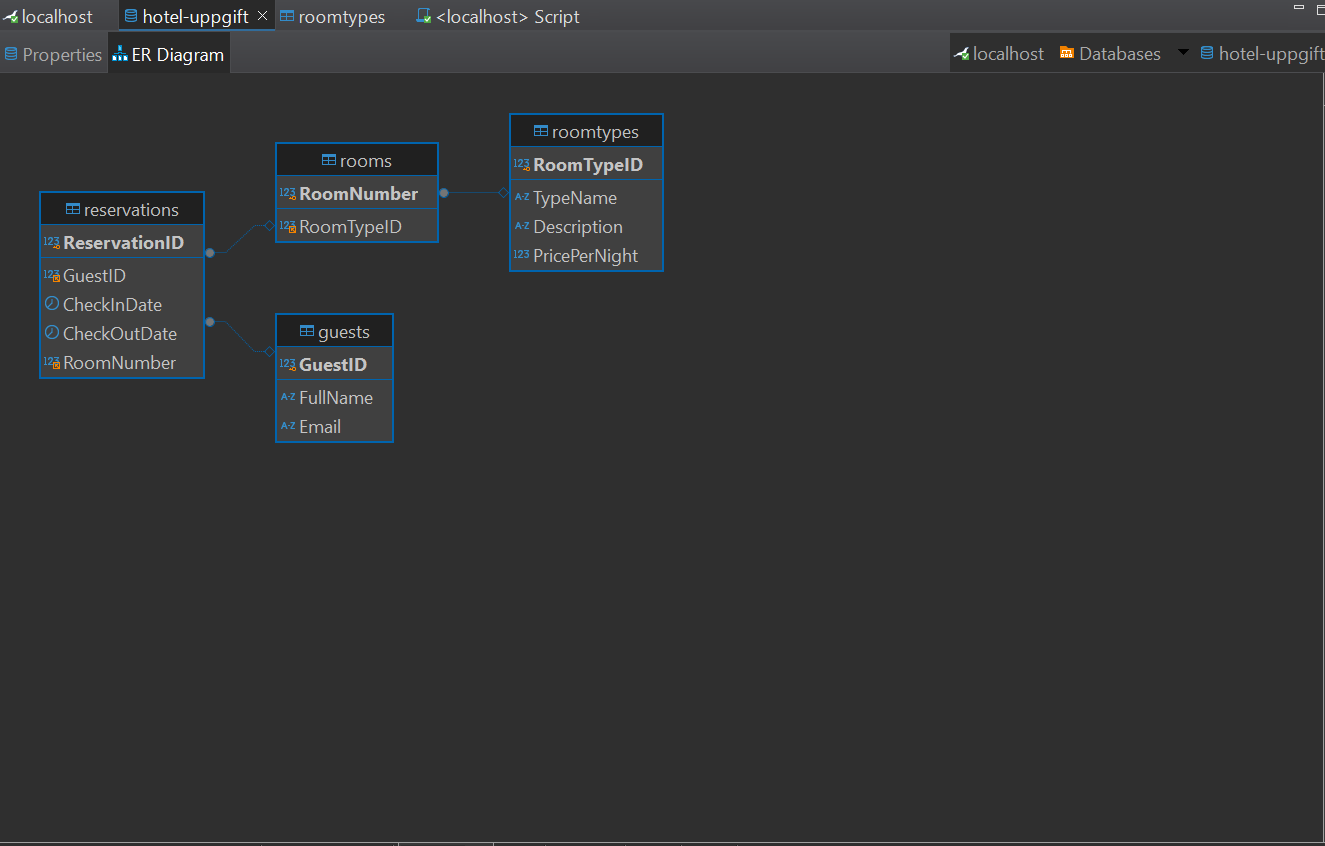 localhost hotel-uppgift roomtypes <localhost> Script
Properties ER Diagram localhost Databases hotel-uppgift
roomtypes
123 RoomTypeID
A-Z TypeName
A-Z Description
123 PricePerNight
rooms
123 RoomNumber
123 RoomTypeID
reservations
123 ReservationID
123 GuestID
CheckInDate
CheckOutDate
123 RoomNumber
guests
123 GuestID
A-Z FullName
A-Z Email